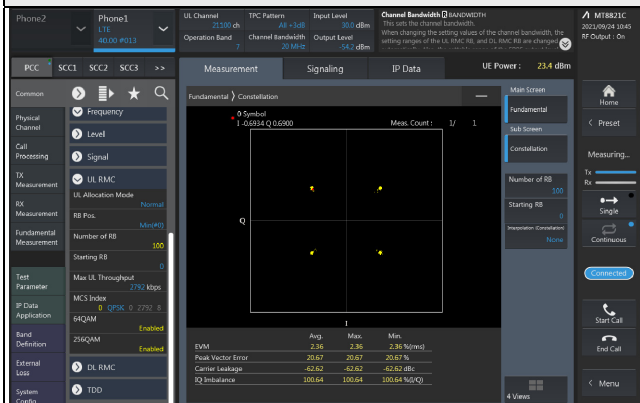 Phone2
Phone1
LTE
40.00 #013
UL Channel
21100 ch
TPC Pattern
All +3dB
Input Level
30.0 dBm
Operation Band
7
Channel Bandwidth
20 MHz
Output Level
-54.2 dBm
Channel Bandwidth BANDWIDTH
This sets the channel bandwidth.
When changing the setting values of the channel bandwidth, the
setting ranges of the UL RMC RB, and DL RMC RB are changed
MT8821C
2021/09/24 10:45
RF Output : On
PCC
SCC1
SCC2
SCC3
>>
Measurement
Signaling
IP Data
UE Power : 23.4 dBm
Common
Physical
Channel
Call
Processing
TX
Measurement
RX
Measurement
Fundamental
Measurement
Test
Parameter
IP Data
Application
Band
Definition
External
Loss
System
Config
Frequency
Level
Signal
UL RMC
UL Allocation Mode
Normal
RB Pos.
Min(#0)
Number of RB
100
Starting RB
0
Max UL Throughput
2792 kbps
MCS Index
0 QPSK 0 2792 8
64QAM
Enabled
256QAM
Enabled
DL RMC
TDD
Fundamental 〉 Constellation
0 Symbol
I -0.6934 Q 0.6900
Meas. Count : 1/ 1
Q
I
Avg. Max. Min.
EVM 2.36 2.36 2.36 %(rms)
Peak Vector Error 20.67 20.67 20.67 %
Carrier Leakage -62.62 -62.62 -62.62 dBc
IQ Imbalance 100.64 100.64 100.64 %(I/Q)
Main Screen
Fundamental
Sub Screen
Constellation
Number of RB
100
Starting RB
0
Interpolation (Constellation)
None
4 Views
Home
Preset
Measuring...
Tx
Rx
Single
Continuous
Connected
Start Call
End Call
Menu